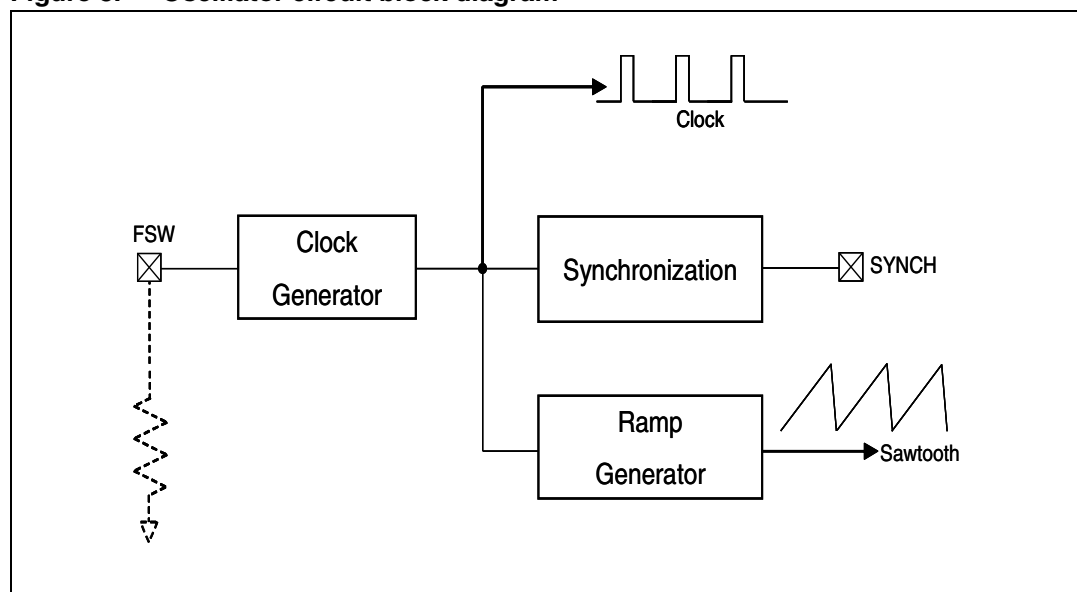 Clock
FSW
Clock
Generator
Synchronization
SYNCH
Ramp
Generator
Sawtooth